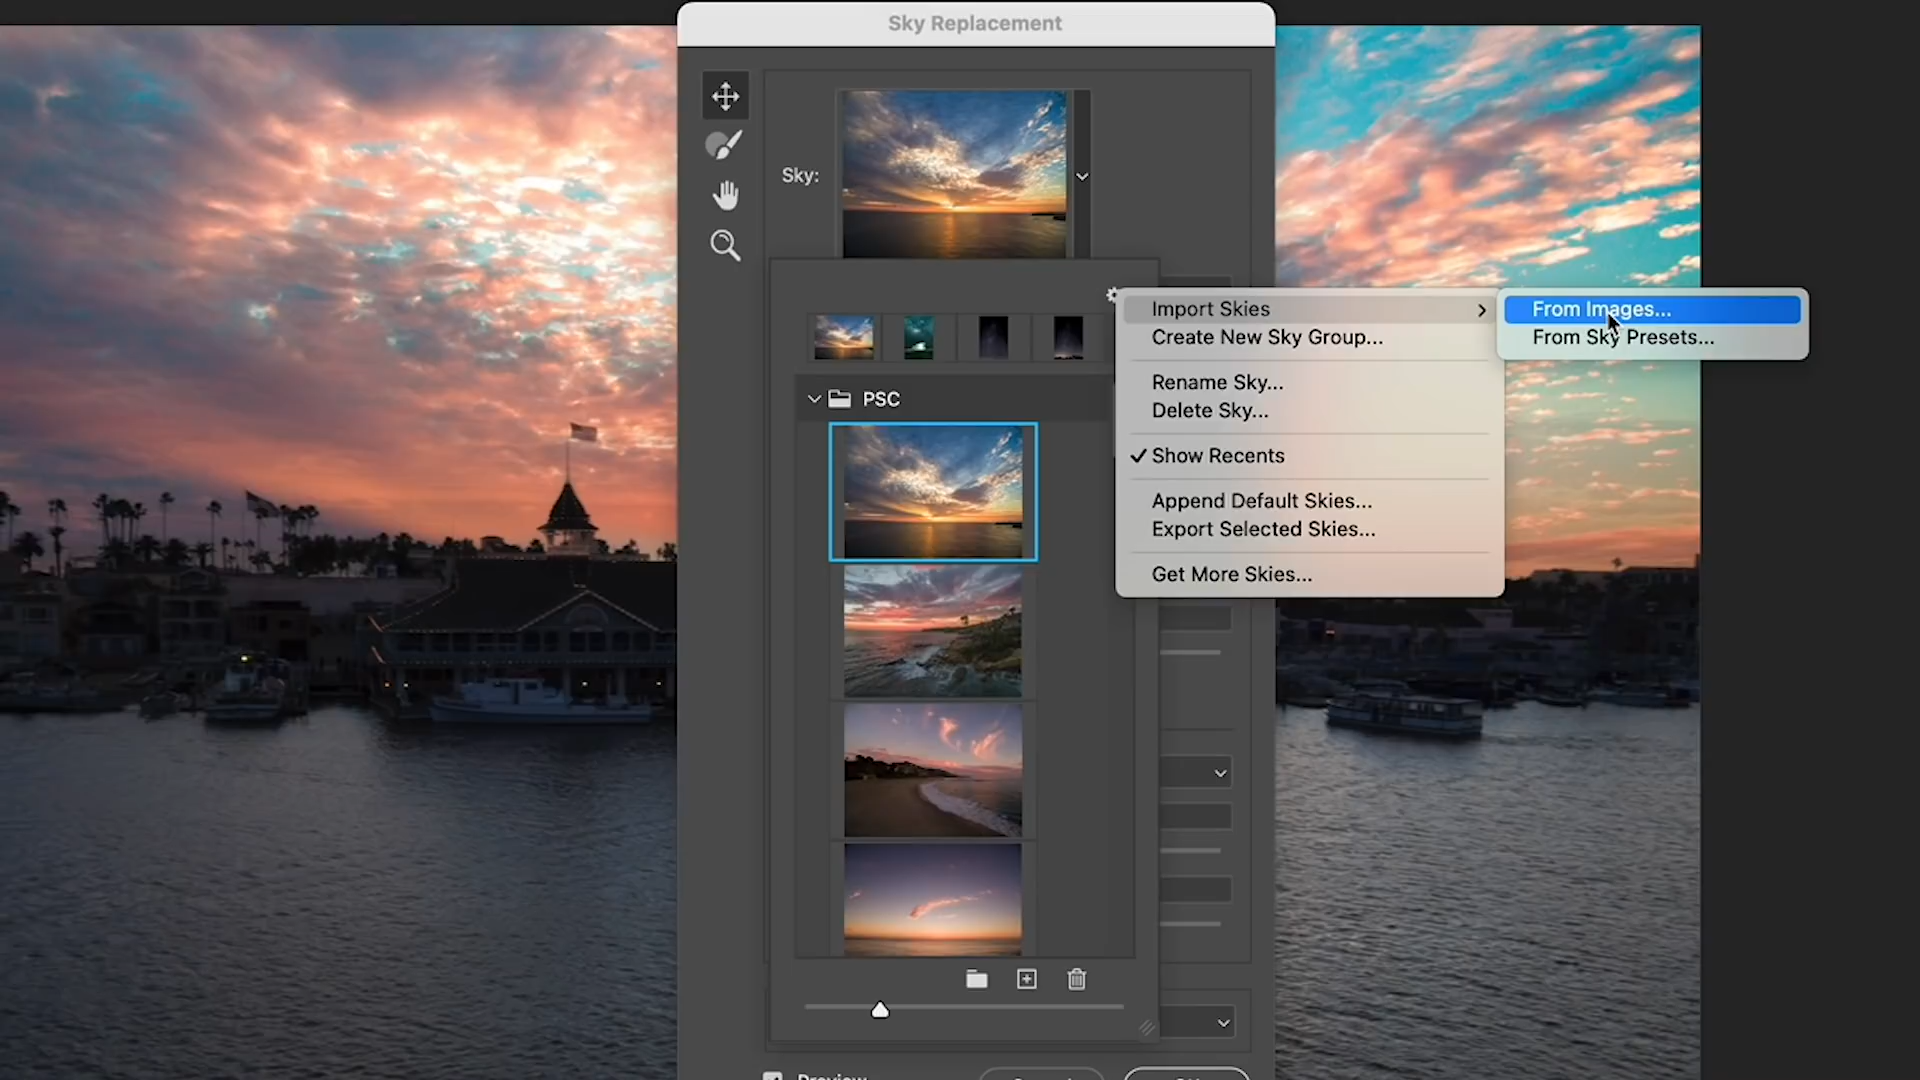 Sky Replacement
Sky:
Import Skies
From Images...
Create New Sky Group...
From Sky Presets...
Rename Sky...
Delete Sky...
PSC
Show Recents
Append Default Skies...
Export Selected Skies...
Get More Skies...
Preview